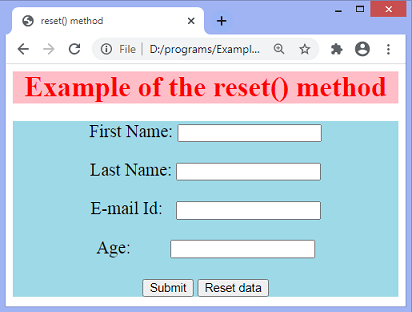 reset() method
File | D:/programs/Exampl...
Example of the reset() method
First Name:
Last Name:
E-mail Id:
Age:
Submit Reset data